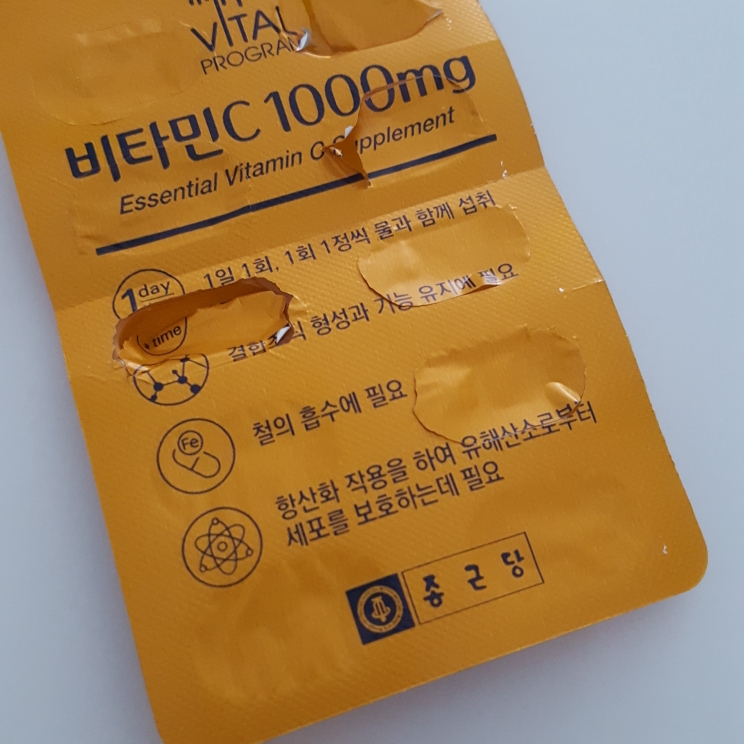 VITAL
PROGRAM
비타민C 1000mg
Essential Vitamin C Supplement
1day
time
1일 1회, 1회 1정씩 물과 함께 섭취
형성과 기능 유지에 필요
Fe
철의 흡수에 필요
항산화 작용을 하여 유해산소로부터
세포를 보호하는데 필요
종근당